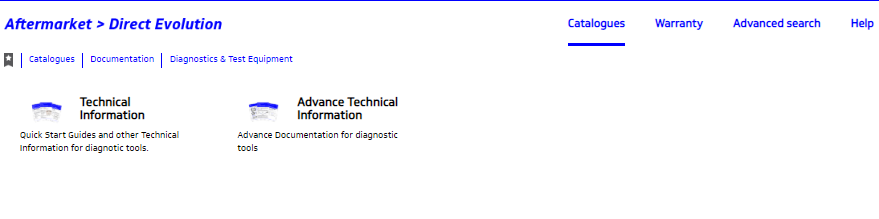 Aftermarket > Direct Evolution
Catalogues Warranty Advanced search Help
Catalogues Documentation Diagnostics & Test Equipment
Technical
Information
Quick Start Guides and other Technical
Information for diagnotic tools.
Advance Technical
Information
Advance Documentation for diagnostic
tools